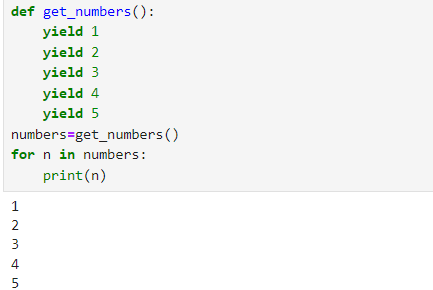 def get_numbers():
    yield 1
    yield 2
    yield 3
    yield 4
    yield 5
numbers=get_numbers()
for n in numbers:
    print(n)
1
2
3
4
5